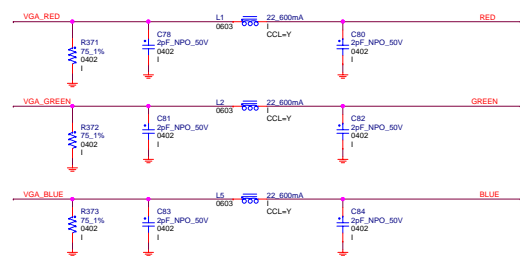 VGA_RED
L1
22_600mA
RED
0603
I
CCL=Y
R371
75_1%
0402
I
C78
2pF_NPO_50V
0402
I
C80
2pF_NPO_50V
0402
I
VGA_GREEN
L2
22_600mA
GREEN
0603
I
CCL=Y
R372
75_1%
0402
I
C81
2pF_NPO_50V
0402
I
C82
2pF_NPO_50V
0402
I
VGA_BLUE
L5
22_600mA
BLUE
0603
I
CCL=Y
R373
75_1%
0402
I
C83
2pF_NPO_50V
0402
I
C84
2pF_NPO_50V
0402
I